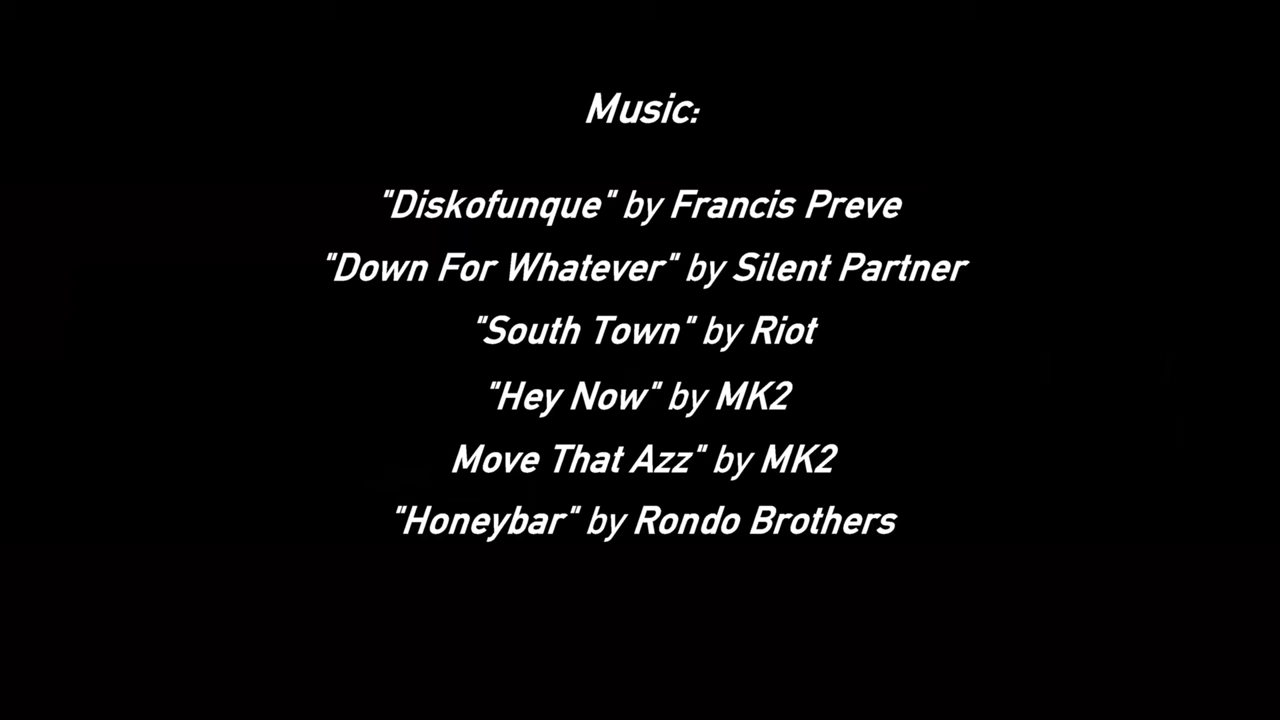 Music:
"Diskofunque" by Francis Preve
"Down For Whatever" by Silent Partner
"South Town" by Riot
"Hey Now" by MK2
Move That Azz" by MK2
"Honeybar" by Rondo Brothers